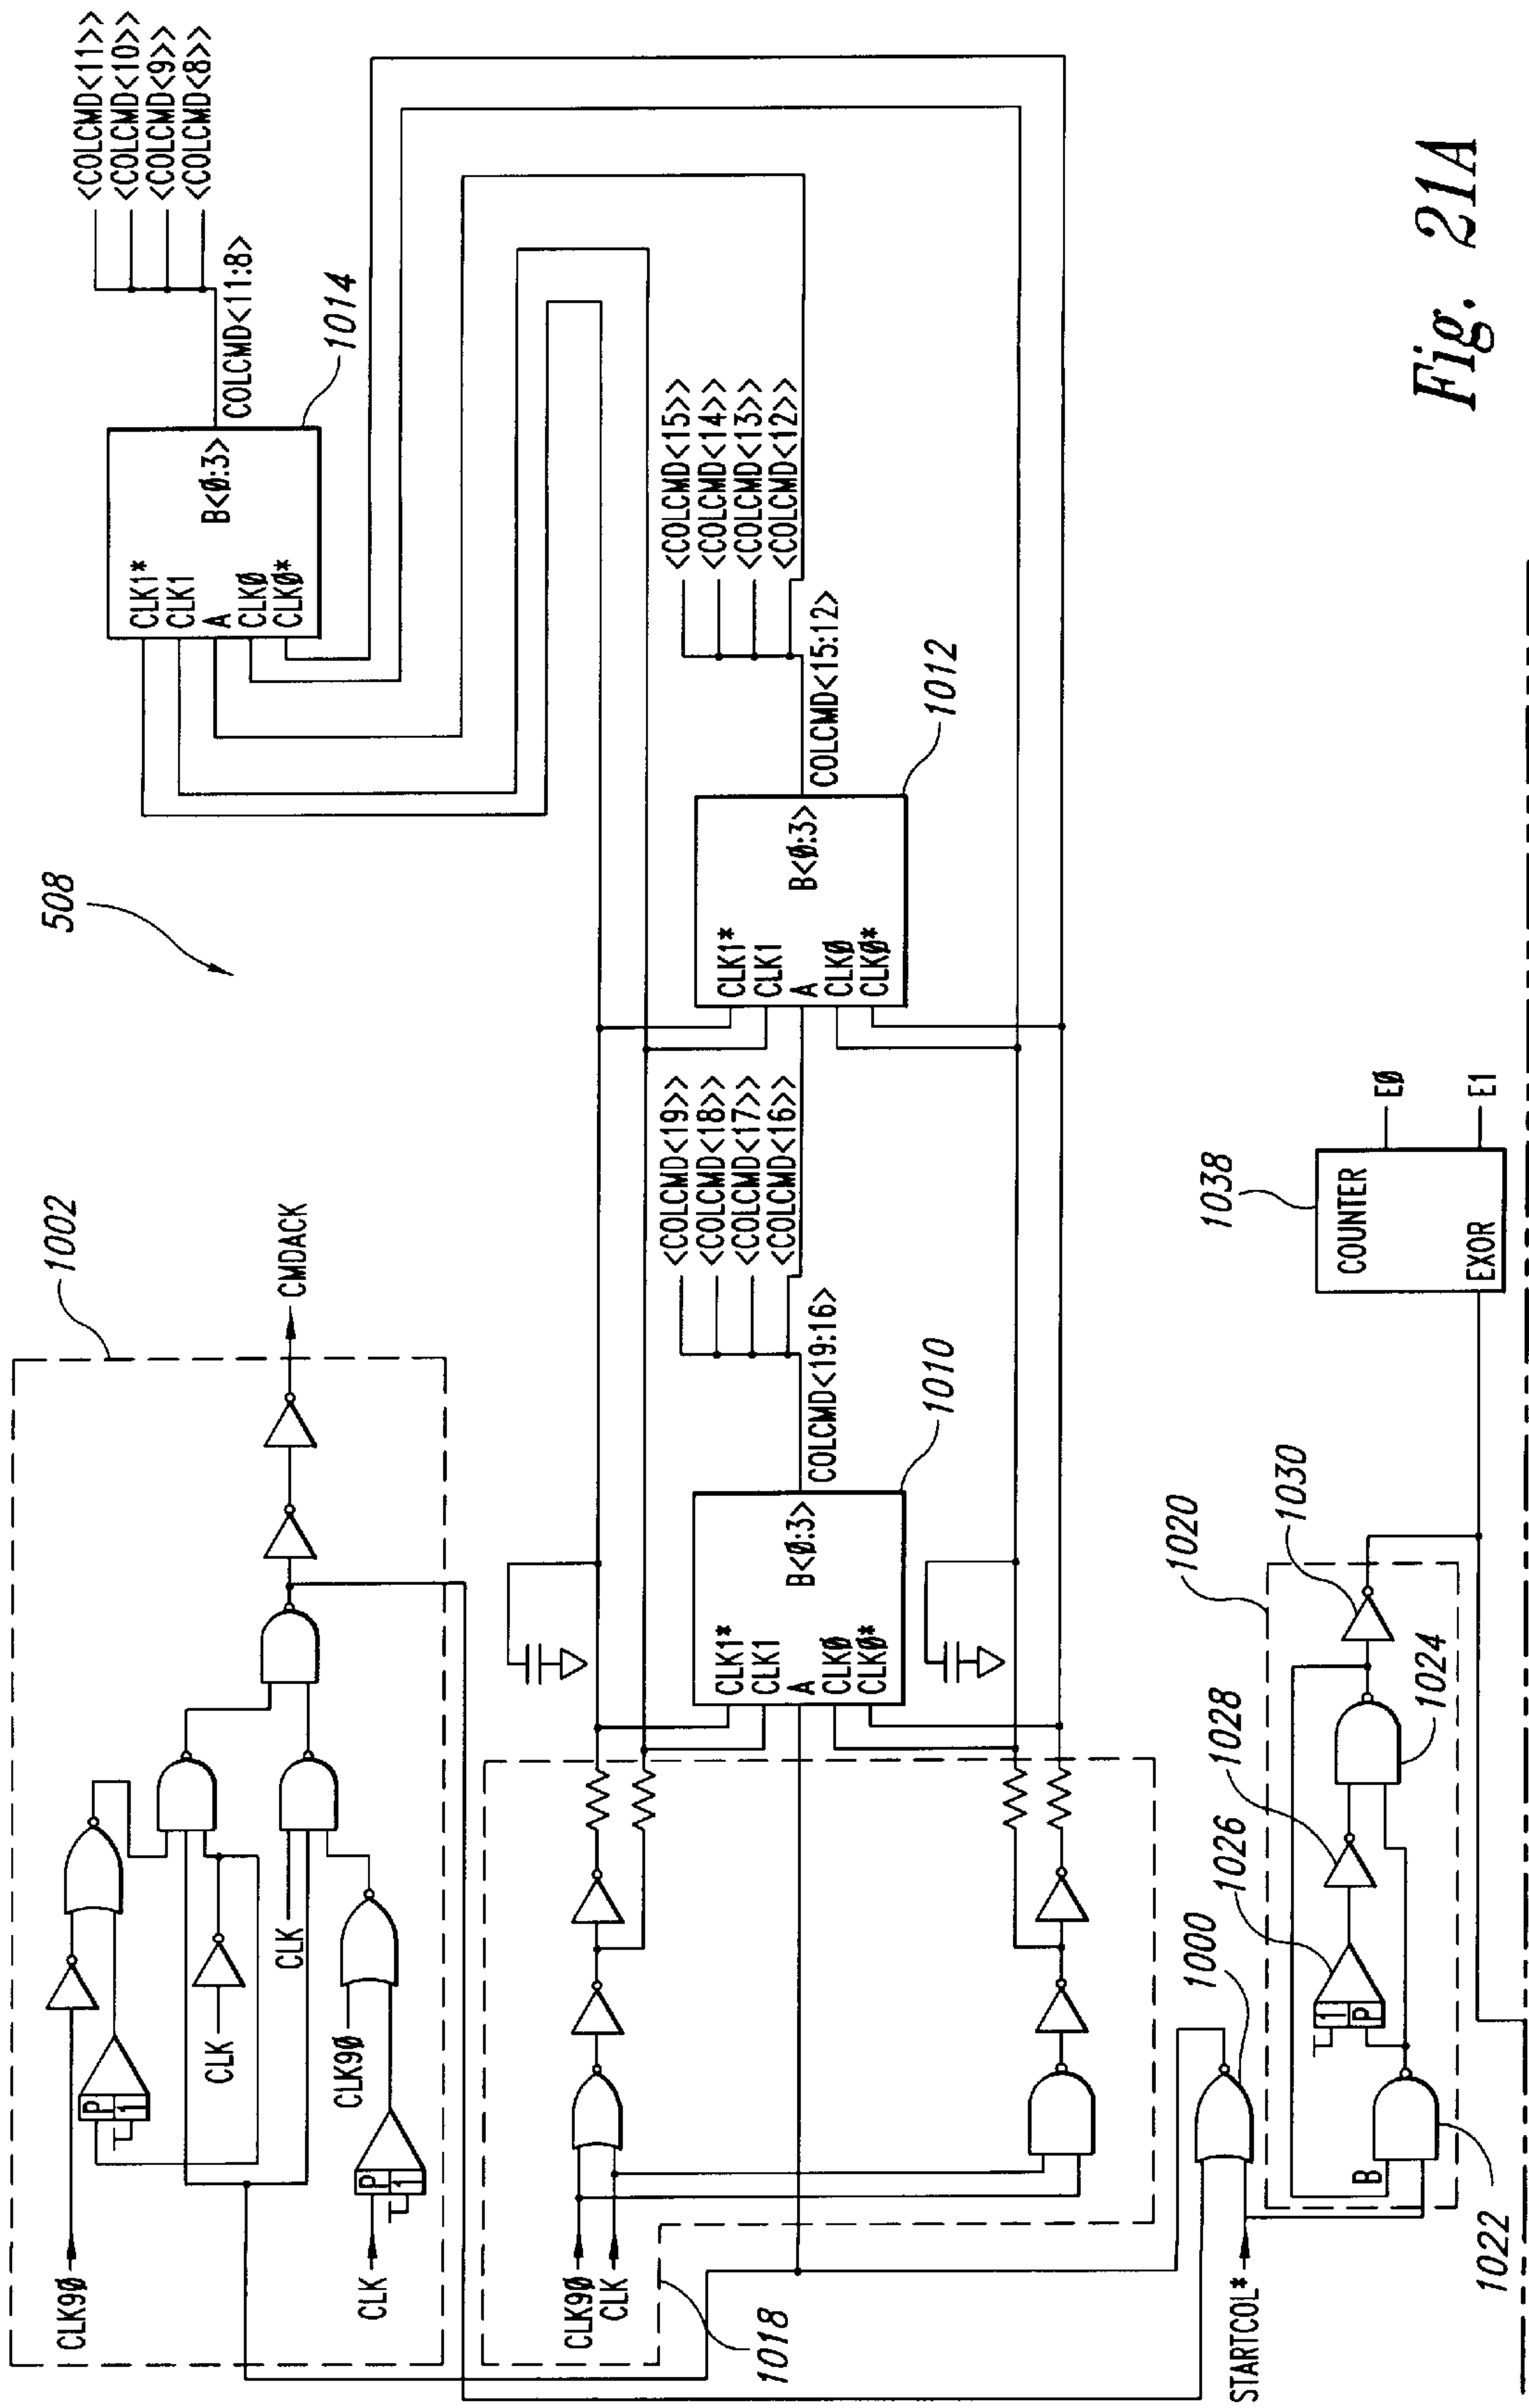 508
1002
CMDACK
CLK90
P
1
CLK
CLK
CLK90
CLK
P
1
<COLCMD<11>>
<COLCMD<10>>
<COLCMD<9>>
<COLCMD<8>>
COLCMD<11:8>
1014
CLK1*
CLK1
A
CLKØ
CLKØ*
B<Ø:3>
CLK9Ø
CLK
1018
CLK1*
CLK1
A
CLKØ
CLKØ*
B<Ø:3>
COLCMD<19:16>
1010
<COLCMD<19>>
<COLCMD<18>>
<COLCMD<17>>
<COLCMD<16>>
CLK1*
CLK1
A
CLKØ
CLKØ*
B<Ø:3>
COLCMD<15:12>
1012
<COLCMD<15>>
<COLCMD<14>>
<COLCMD<13>>
<COLCMD<12>>
STARTCOL*
1000
B
1022
1
P
1026
1028
1024
1020
1030
1038
COUNTER
EXOR
EØ
E1
Fig. 21A